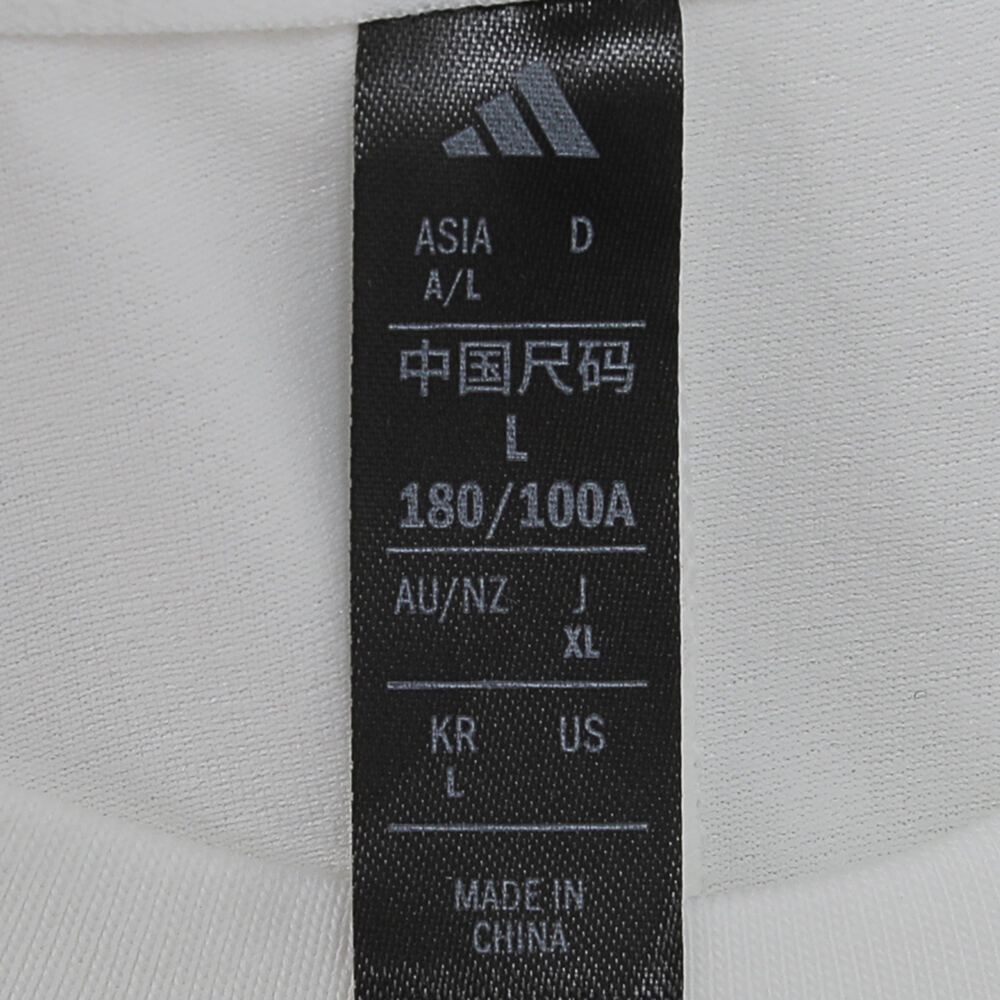 ASIA D
A/L
中国尺码
L
180/100A
AU/NZ J
XL
KR US
L
MADE IN
CHINA